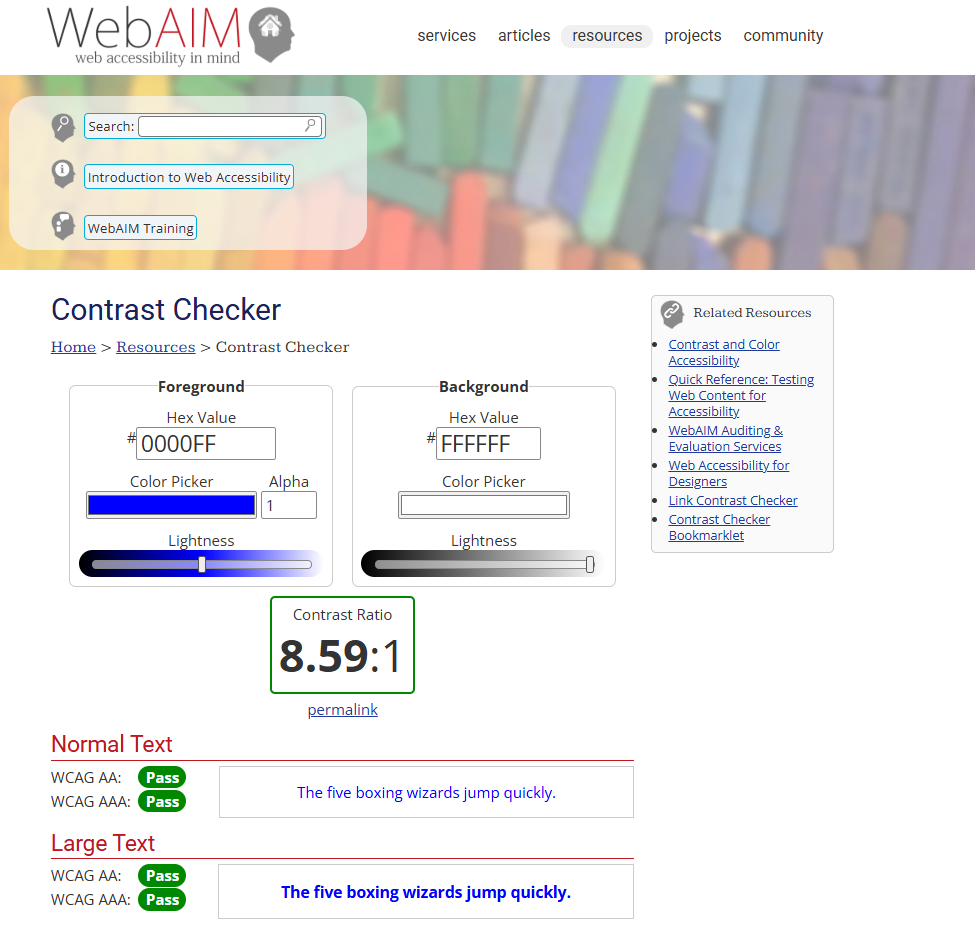 WebAIM
web accessibility in mind
services articles resources projects community
Search:
Introduction to Web Accessibility
WebAIM Training
Contrast Checker
Home > Resources > Contrast Checker
Foreground
Hex Value
#0000FF
Color Picker Alpha
1
Lightness
Background
Hex Value
#FFFFFF
Color Picker
Lightness
Contrast Ratio
8.59:1
permalink
Normal Text
WCAG AA: Pass
WCAG AAA: Pass
The five boxing wizards jump quickly.
Large Text
WCAG AA: Pass
WCAG AAA: Pass
The five boxing wizards jump quickly.
Related Resources
Contrast and Color
Accessibility
Quick Reference: Testing
Web Content for
Accessibility
WebAIM Auditing &
Evaluation Services
Web Accessibility for
Designers
Link Contrast Checker
Contrast Checker
Bookmarklet